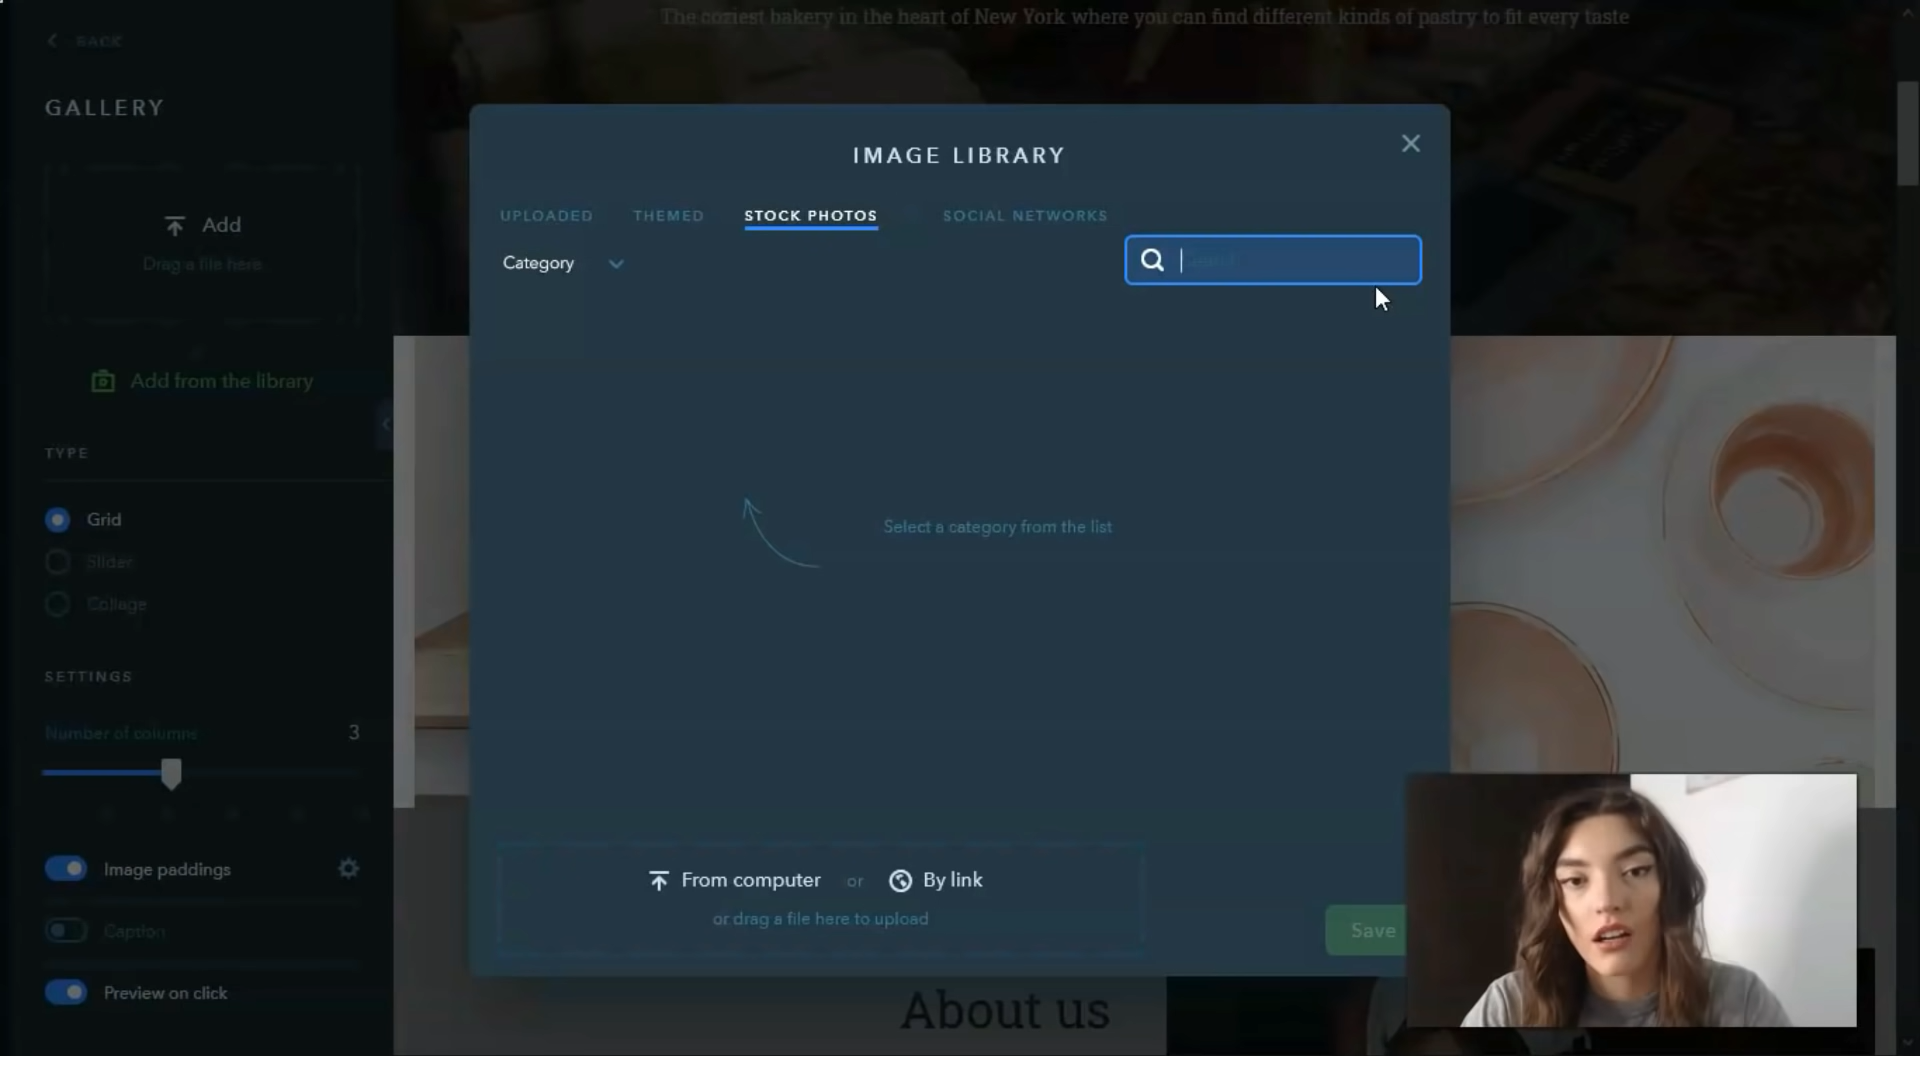 The coziest bakery in the heart of New York where you can find different kinds of pastry to fit every taste
BACK
GALLERY
Add
Drag a file here
Add from the library
TYPE
Grid
Slider
Collage
SETTINGS
Number of columns
3
Image paddings
Caption
Preview on click
IMAGE LIBRARY
UPLOADED
THEMED
STOCK PHOTOS
SOCIAL NETWORKS
Category
Select a category from the list
From computer or By link
or drag a file here to upload
Save
About us